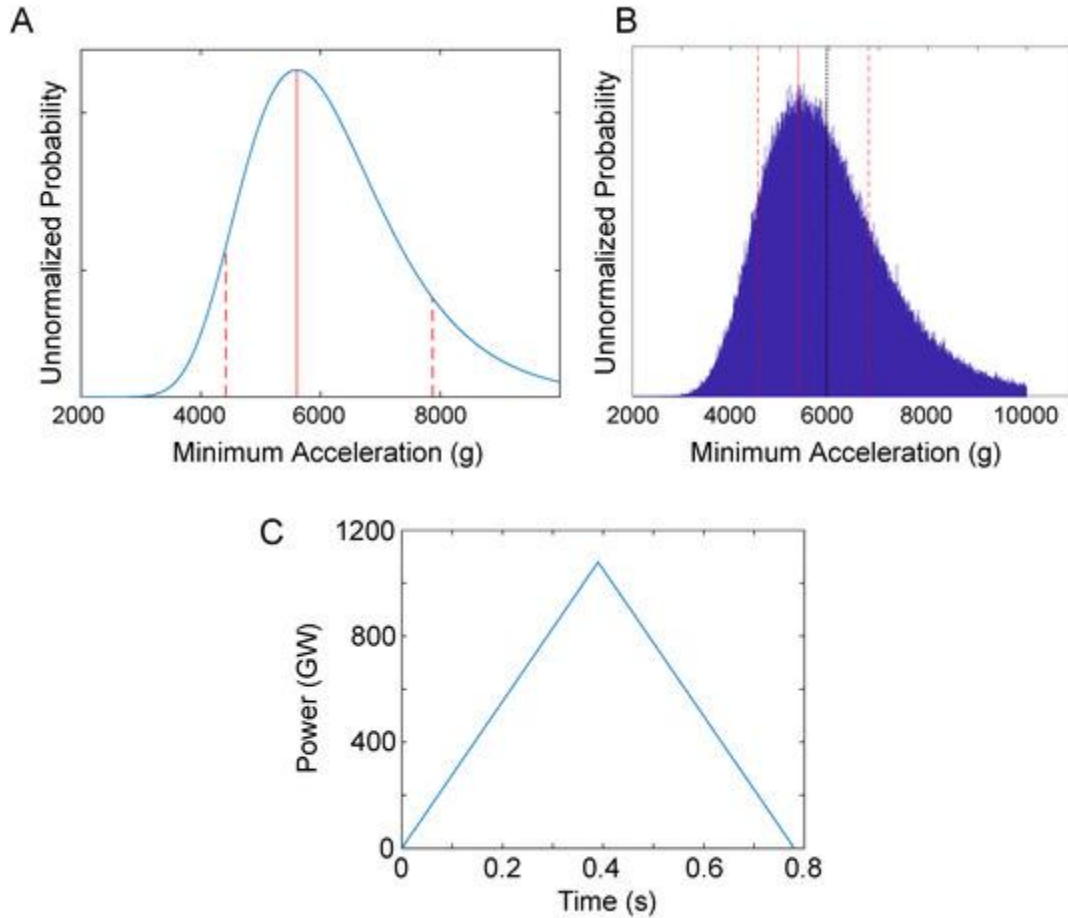 A
Unnormalized Probability
2000
4000
6000
8000
Minimum Acceleration (g)
B
Unnormalized Probability
2000
4000
6000
8000
10000
Minimum Acceleration (g)
C
1200
800
400
0
Power (GW)
0
0.2
0.4
0.6
0.8
Time (s)